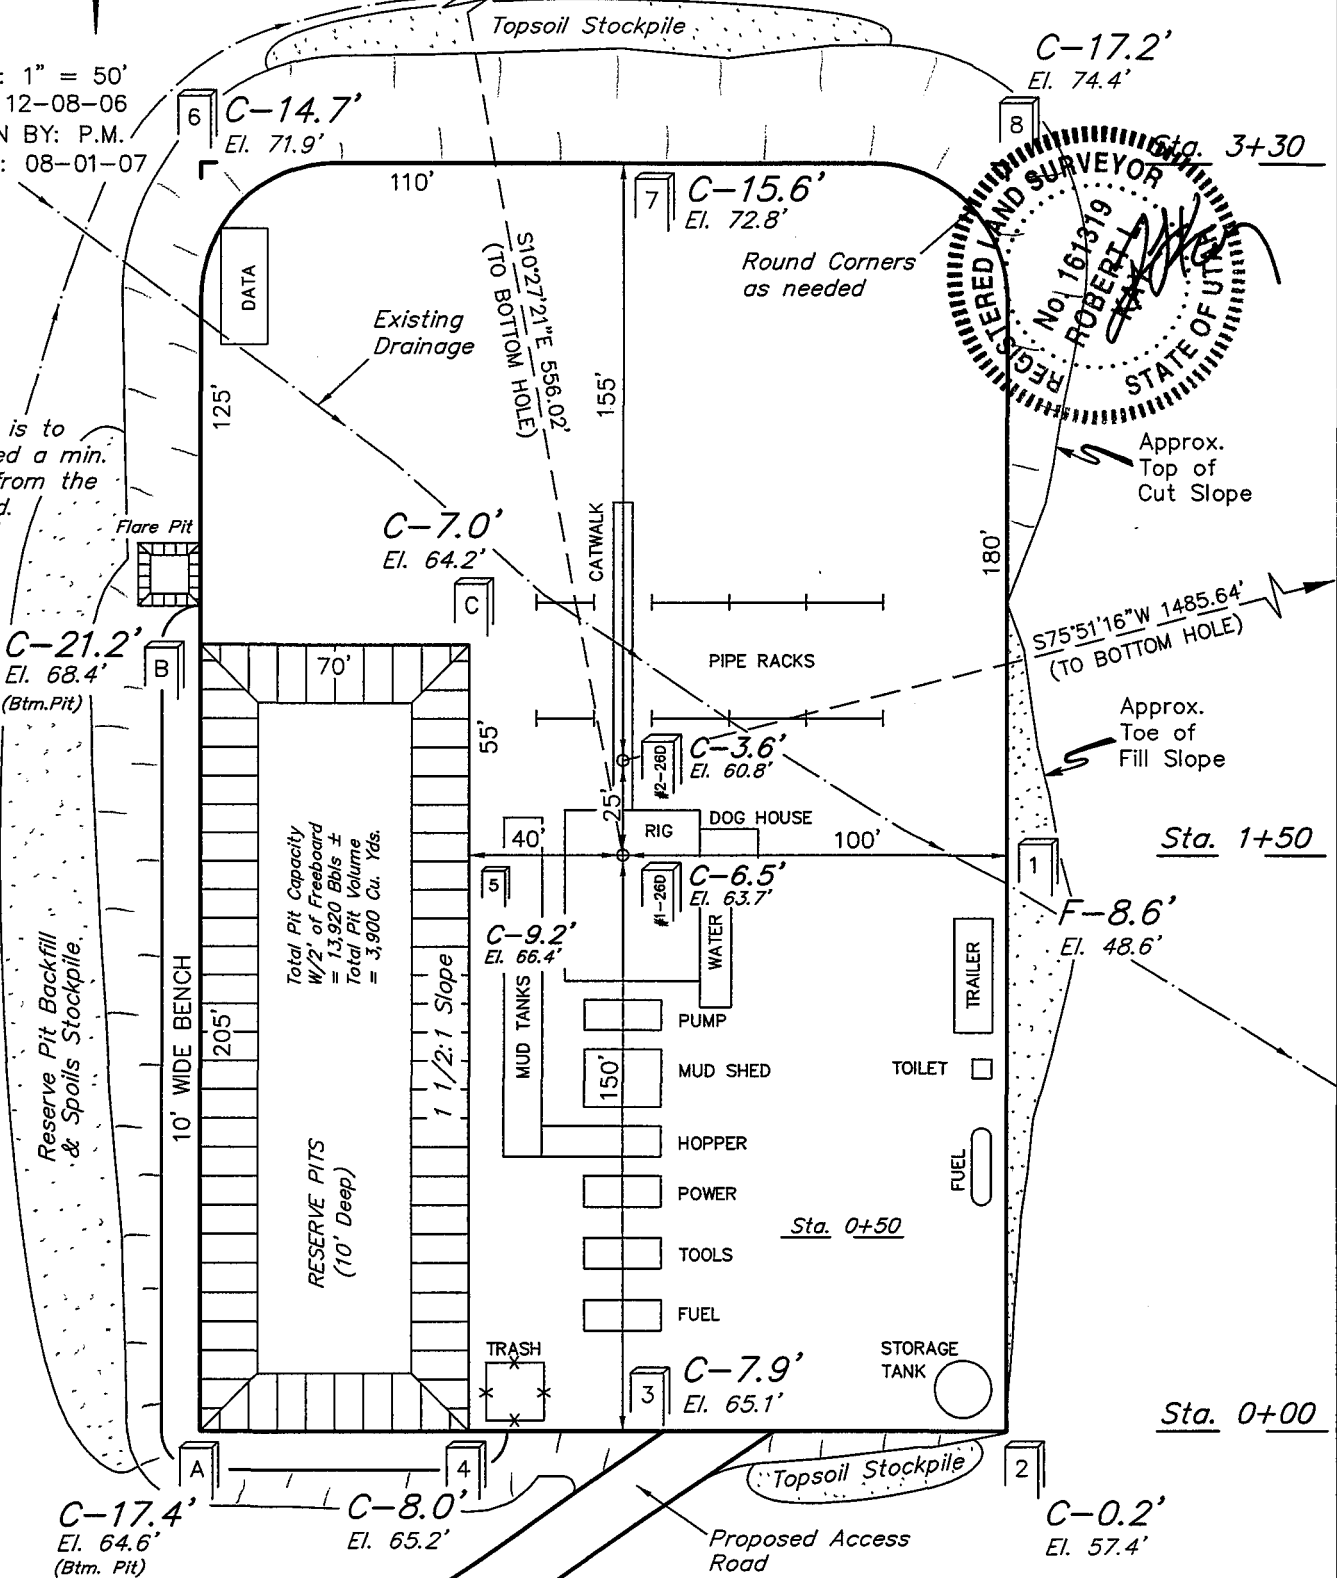 Topsoil Stockpile
: 1" = 50'
12-08-06
N BY: P.M.
: 08-01-07
6
C-14.7'
El. 71.9'
C-17.2'
El. 74.4'
8
Sta. 3+30
110'
7
C-15.6'
El. 72.8'
Round Corners
as needed
REGISTERED LAND SURVEYOR
No. 161319
ROBERT L.
KAY
STATE OF UTAH
DATA
Existing
Drainage
S10°27'21"E 556.02'
(TO BOTTOM HOLE)
125'
155'
is to
ed a min.
from the
d.
Approx.
Top of
Cut Slope
Flare Pit
C-7.0'
El. 64.2'
C
CATWALK
180'
S75°51'16"W 1485.64'
(TO BOTTOM HOLE)
C-21.2'
El. 68.4'
(Btm.Pit)
B
70'
PIPE RACKS
55'
Approx.
Toe of
Fill Slope
#2-26D
C-3.6'
El. 60.8'
25'
RIG
DOG HOUSE
40'
100'
1
Sta. 1+50
5
#1-26D
C-6.5'
El. 63.7'
F-8.6'
El. 48.6'
C-9.2'
El. 66.4'
Total Pit Capacity
W/2' of Freeboard
= 13,920 Bbls ±
Total Pit Volume
= 3,900 Cu. Yds.
1 1/2:1 Slope
WATER
TRAILER
Reserve Pit Backfill
& Spoils Stockpile
10' WIDE BENCH
205'
MUD TANKS
PUMP
150'
MUD SHED
TOILET
HOPPER
RESERVE PITS
(10' Deep)
POWER
FUEL
Sta. 0+50
TOOLS
FUEL
TRASH
STORAGE
TANK
3
C-7.9'
El. 65.1'
Sta. 0+00
A
4
Topsoil Stockpile
2
C-17.4'
El. 64.6'
(Btm. Pit)
C-8.0'
El. 65.2'
Proposed Access
Road
C-0.2'
El. 57.4'